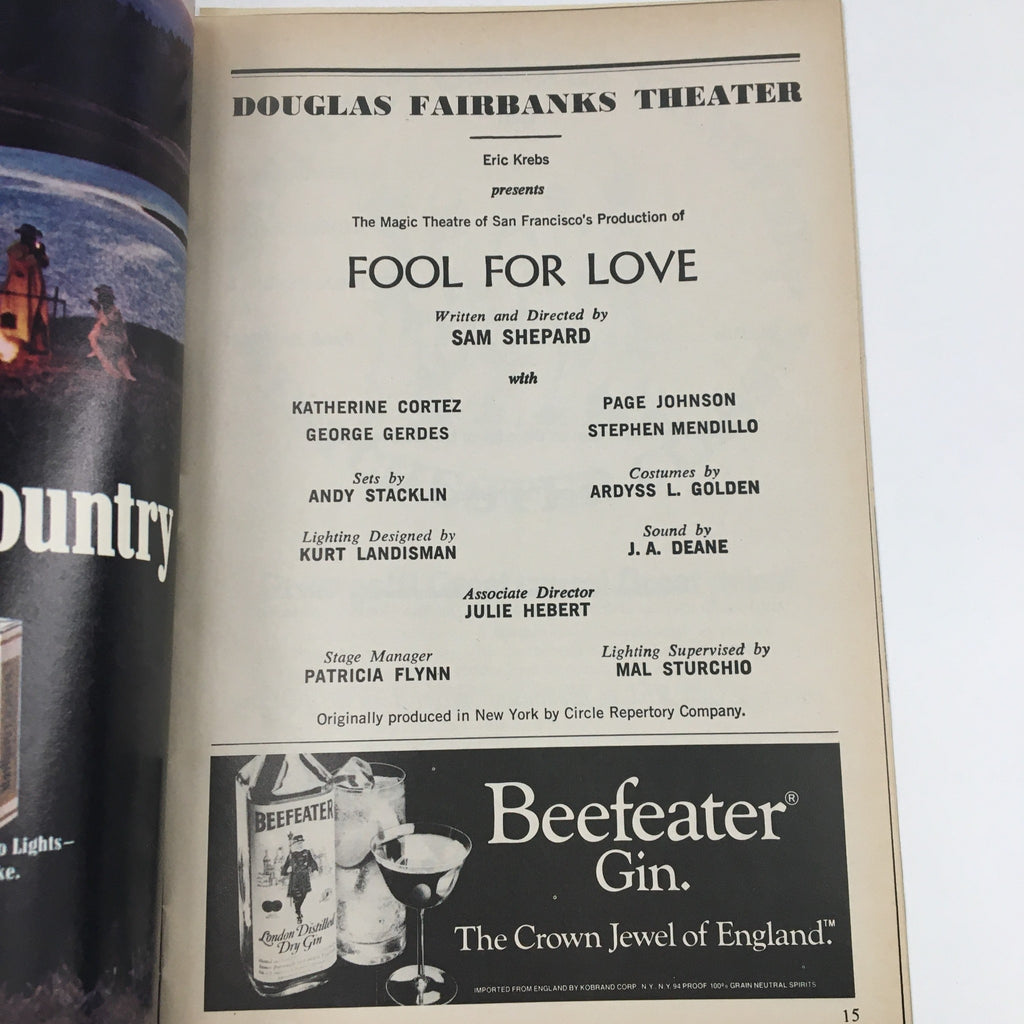 DOUGLAS FAIRBANKS THEATER
Eric Krebs
presents
The Magic Theatre of San Francisco's Production of
FOOL FOR LOVE
Written and Directed by
SAM SHEPARD
with
KATHERINE CORTEZ
PAGE JOHNSON
GEORGE GERDES
STEPHEN MENDILLO
Sets by
ANDY STACKLIN
Costumes by
ARDYSS L. GOLDEN
Lighting Designed by
KURT LANDISMAN
Sound by
J. A. DEANE
Associate Director
JULIE HEBERT
Stage Manager
PATRICIA FLYNN
Lighting Supervised by
MAL STURCHIO
Originally produced in New York by Circle Repertory Company.
BEEFEATER
London Distilled
Dry Gin
Beefeater®
Gin.
The Crown Jewel of England.™
IMPORTED FROM ENGLAND BY KOBRAND CORP. N.Y. N.Y. 94 PROOF 100% GRAIN NEUTRAL SPIRITS
15
ountry
o Lights–
ke.